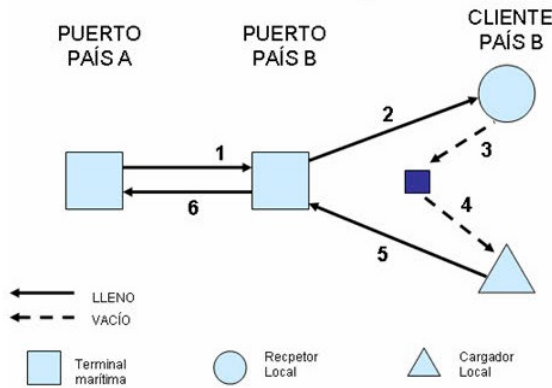 PUERTO
PAÍS A
PUERTO
PAÍS B
CLIENTE
PAÍS B
1
2
3
4
5
6
LLENO
VACÍO
Terminal
marítima
Recpetor
Local
Cargador
Local